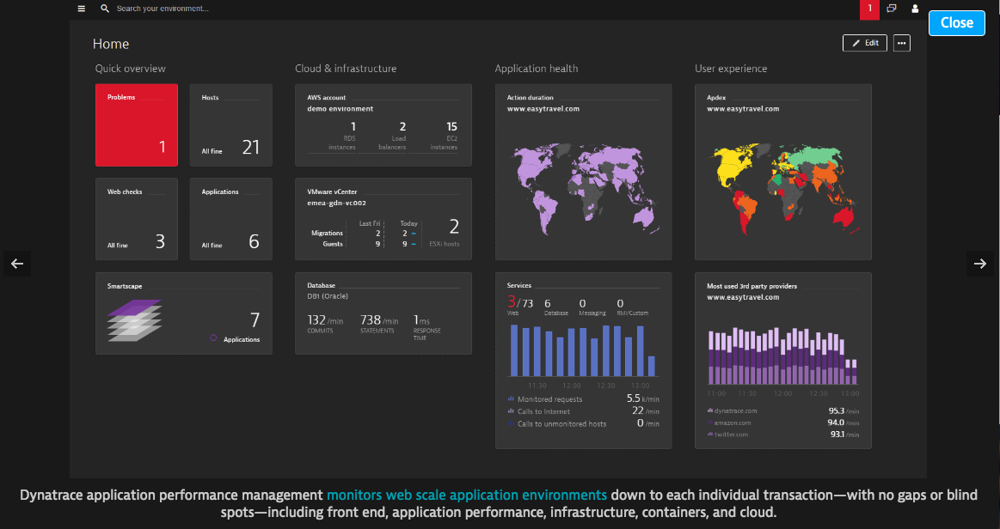 Search your environment...
1
Close
Home
Edit
Quick overview
Cloud & infrastructure
Application health
User experience
Problems
1
Hosts
All fine 21
Web checks
All fine 3
Applications
All fine 6
Smartscape
7
Applications
AWS account
demo environment
1 2 15
RDS instances
Load balancers
EC2 instances
VMware vCenter
emea-gdn-vc002
Last Fri Today
Migrations 2 2 –
Guests 9 9 –
2
ESXi hosts
Database
DB1 (Oracle)
132 /min 738 /min 1ms
COMMITS STATEMENTS RESPONSE TIME
Action duration
www.easytravel.com
Services
3/73 6 0 0
Web Database Messaging RMI/Custom
11:30 12:00 12:30 13:00
Monitored requests 5.5 k/min
Calls to Internet 22 /min
Calls to unmonitored hosts 0 /min
Apdex
www.easytravel.com
Most used 3rd party providers
www.easytravel.com
11:00 11:30 12:00 12:30 13:00
dynatrace.com 95.3 /min
amazon.com 94.0 /min
twitter.com 93.1 /min
Dynatrace application performance management monitors web scale application environments down to each individual transaction—with no gaps or blind
spots—including front end, application performance, infrastructure, containers, and cloud.